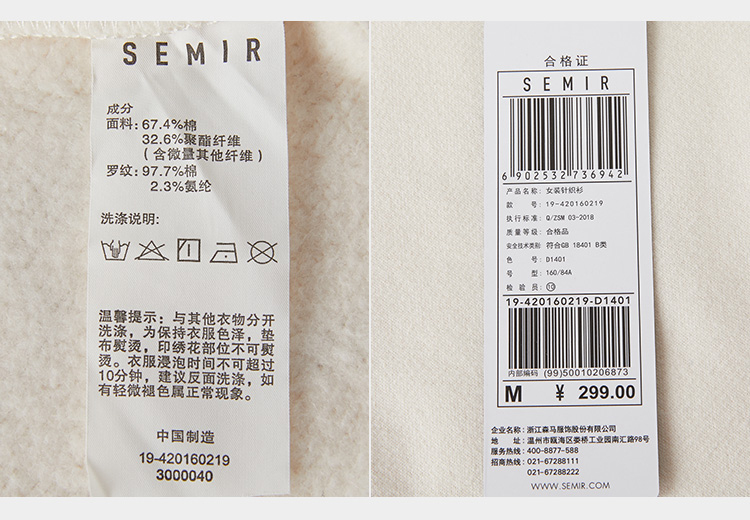 SEMIR
成分
面料:67.4%棉
32.6%聚酯纤维
(含微量其他纤维)
罗纹:97.7%棉
2.3%氨纶
洗涤说明:
温馨提示:与其他衣物分开
洗涤,为保持衣服色泽,垫
布熨烫,印绣花部位不可熨
烫。衣服浸泡时间不可超过
10分钟,建议反面洗涤,如
有轻微褪色属正常现象。
中国制造
19-420160219
3000040
合格证
SEMIR
6 902532 736942
产品名称:女装针织衫
款 号:19-420160219
执行标准:Q/ZSM 03-2018
质量等级:合格品
安全技术类别:符合GB 18401 B类
色 号:D1401
号 型:160/84A
检 验 员:⑩
19-420160219-D1401
内部编码 (99)50010206873
M ¥ 299.00
企业名称:浙江森马服饰股份有限公司
地 址:温州市瓯海区娄桥工业园南汇路98号
服务热线:400-8877-588
招商热线:021-67288111
021-67288222
WWW.SEMIR.COM